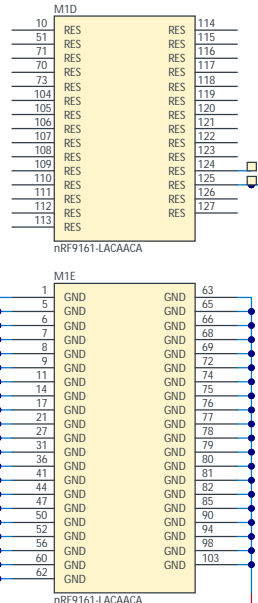 M1D
10 RES RES 114
51 RES RES 115
71 RES RES 116
70 RES RES 117
73 RES RES 118
104 RES RES 119
105 RES RES 120
106 RES RES 121
107 RES RES 122
108 RES RES 123
109 RES RES 124
110 RES RES 125
111 RES RES 126
112 RES RES 127
113 RES
nRF9161-LACAACA
M1E
1 GND GND 63
5 GND GND 65
6 GND GND 66
7 GND GND 68
8 GND GND 69
9 GND GND 72
11 GND GND 74
14 GND GND 75
17 GND GND 76
21 GND GND 77
27 GND GND 78
31 GND GND 79
36 GND GND 80
41 GND GND 81
44 GND GND 82
47 GND GND 85
50 GND GND 90
52 GND GND 94
56 GND GND 98
60 GND GND 103
62 GND
nRF9161-LACAACA